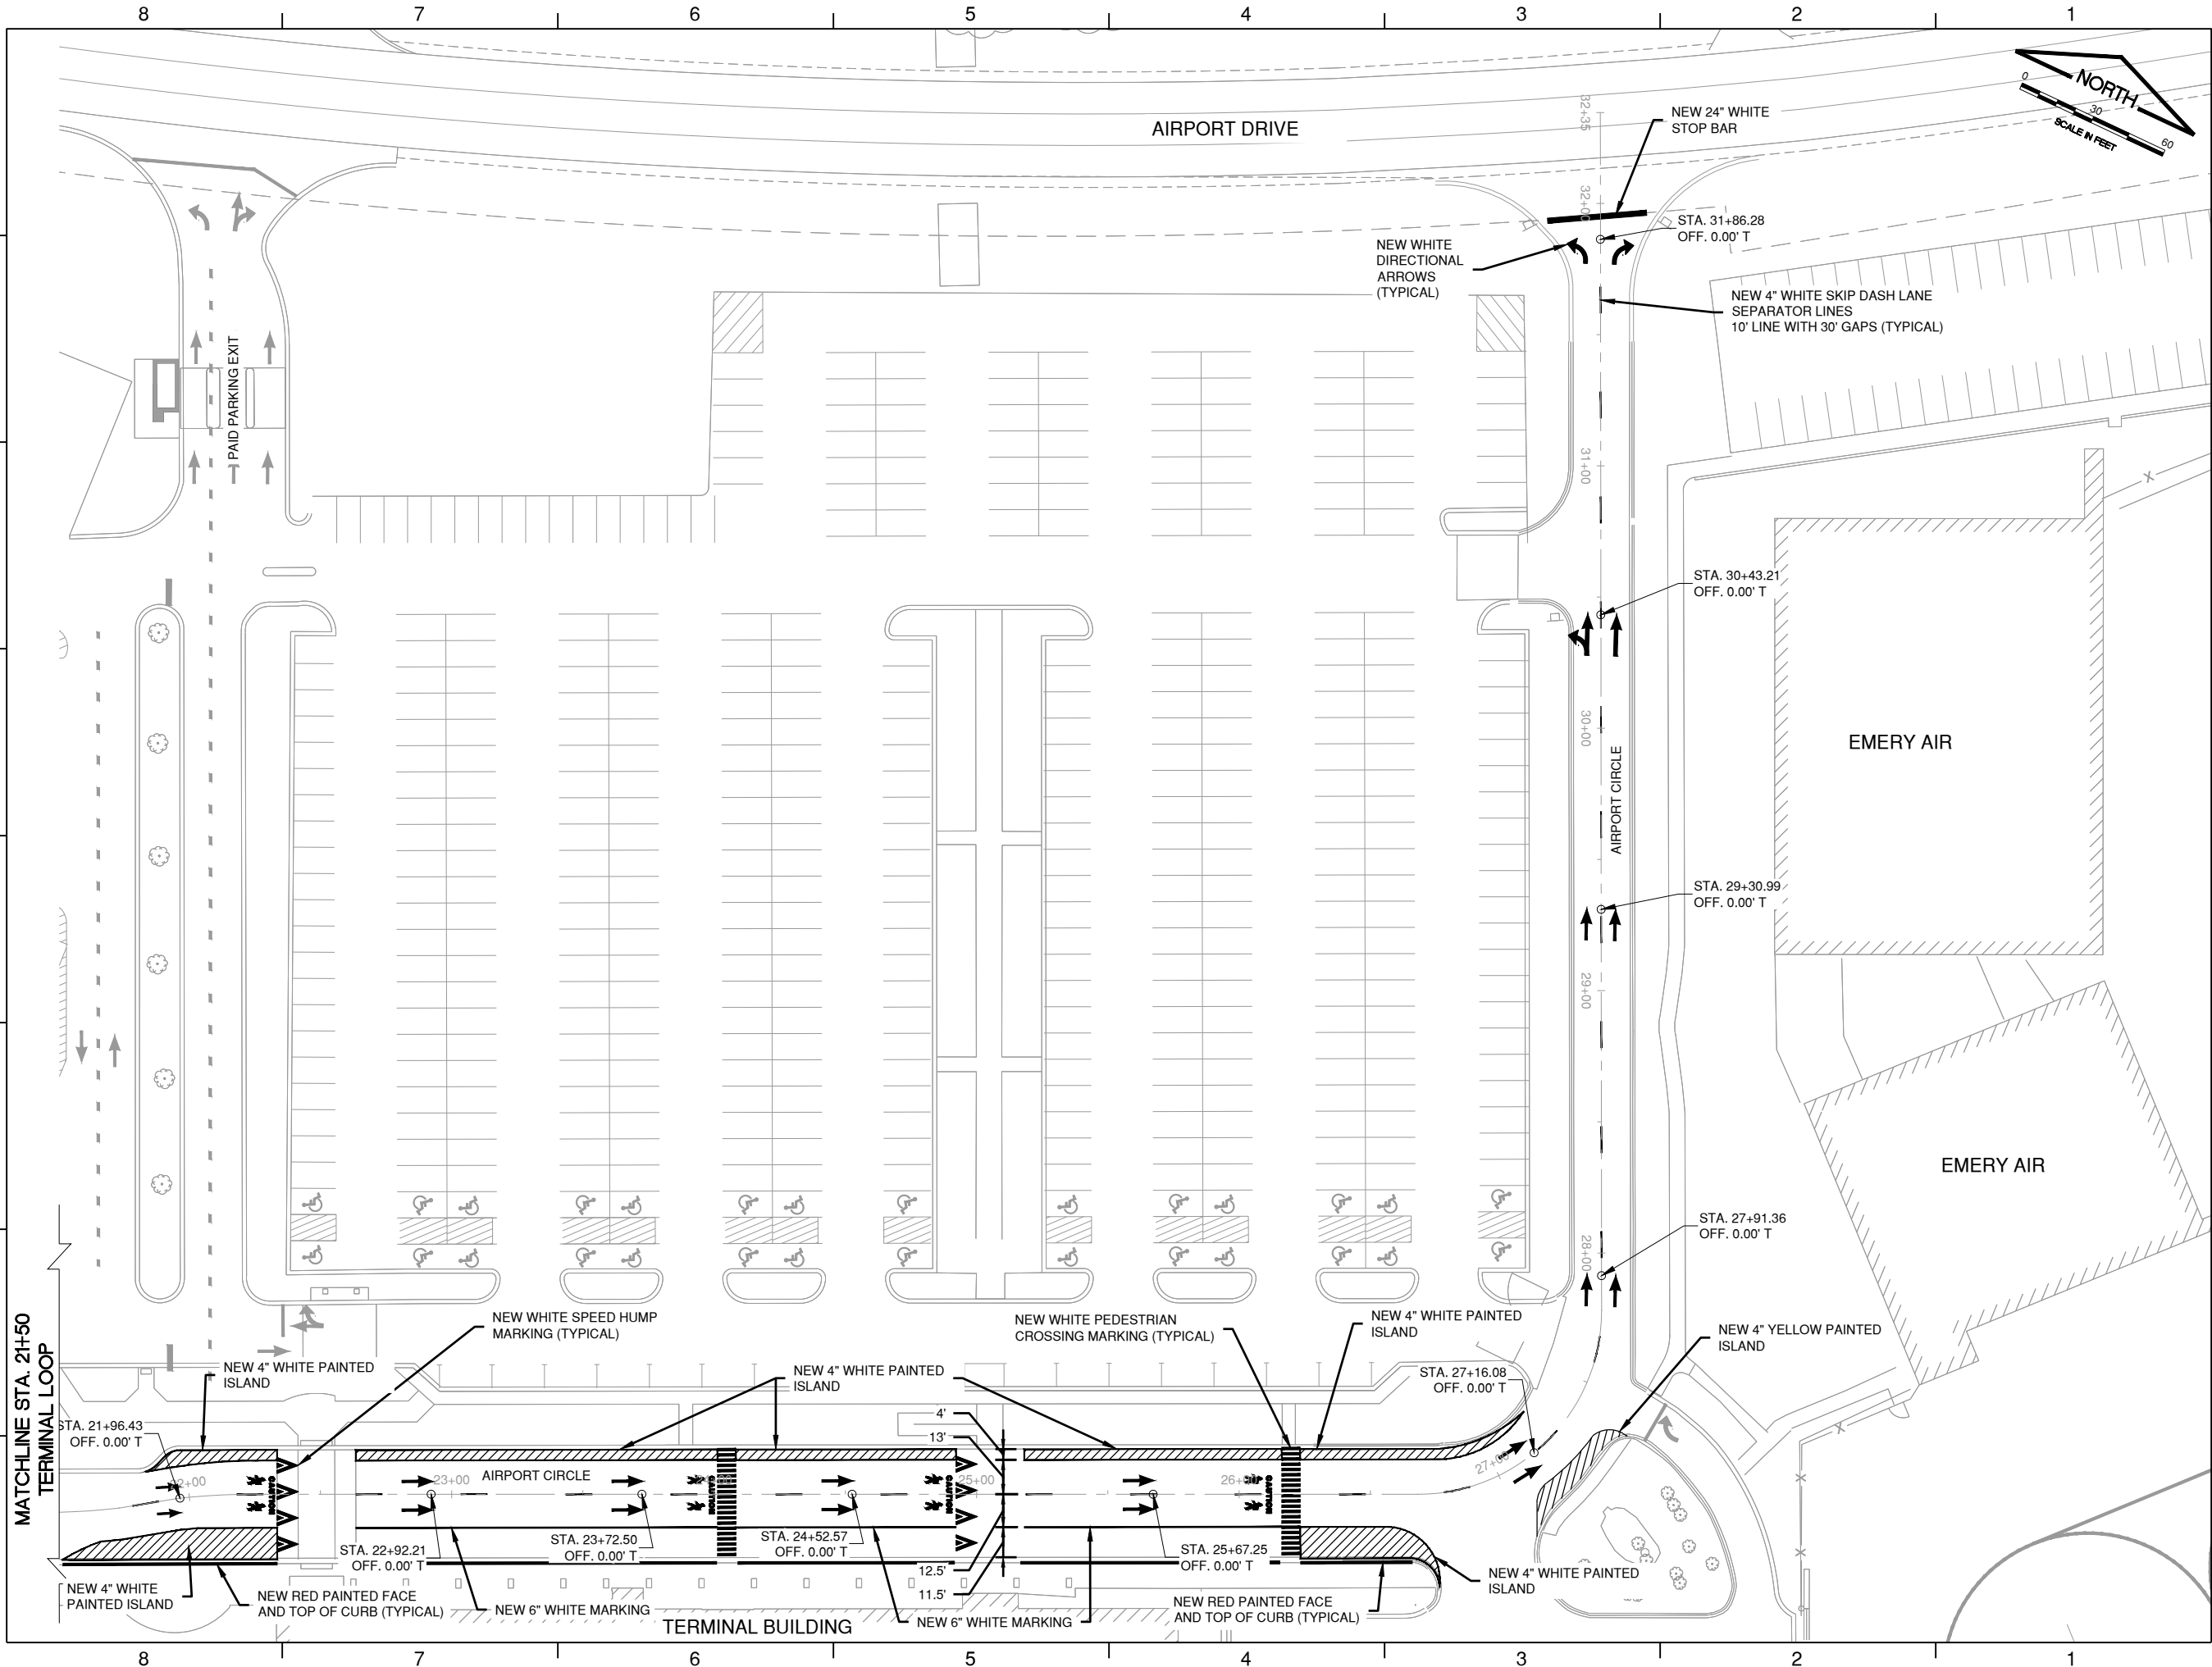 8 7 6 5 4 3 2 1
NORTH
0 30 60
SCALE IN FEET
AIRPORT DRIVE
32+35
NEW 24" WHITE
STOP BAR
32+00
STA. 31+86.28
OFF. 0.00' T
NEW WHITE
DIRECTIONAL
ARROWS
(TYPICAL)
NEW 4" WHITE SKIP DASH LANE
SEPARATOR LINES
10' LINE WITH 30' GAPS (TYPICAL)
PAID PARKING EXIT
31+00
X
STA. 30+43.21
OFF. 0.00' T
30+00
AIRPORT CIRCLE
EMERY AIR
STA. 29+30.99
OFF. 0.00' T
29+00
EMERY AIR
STA. 27+91.36
OFF. 0.00' T
28+00
MATCHLINE STA. 21+50
TERMINAL LOOP
NEW WHITE SPEED HUMP
MARKING (TYPICAL)
NEW WHITE PEDESTRIAN
CROSSING MARKING (TYPICAL)
NEW 4" WHITE PAINTED
ISLAND
NEW 4" YELLOW PAINTED
ISLAND
NEW 4" WHITE PAINTED
ISLAND
NEW 4" WHITE PAINTED
ISLAND
STA. 27+16.08
OFF. 0.00' T
STA. 21+96.43
OFF. 0.00' T
4'
13'
X
X
X
22+00
CAUTION
23+00
AIRPORT CIRCLE
CAUTION
CAUTION
25+00
26+00
CAUTION
27+00
STA. 22+92.21
OFF. 0.00' T
STA. 23+72.50
OFF. 0.00' T
STA. 24+52.57
OFF. 0.00' T
STA. 25+67.25
OFF. 0.00' T
12.5'
11.5'
NEW 4" WHITE
PAINTED ISLAND
NEW RED PAINTED FACE
AND TOP OF CURB (TYPICAL)
NEW 6" WHITE MARKING
TERMINAL BUILDING
NEW 6" WHITE MARKING
NEW RED PAINTED FACE
AND TOP OF CURB (TYPICAL)
NEW 4" WHITE PAINTED
ISLAND
8 7 6 5 4 3 2 1